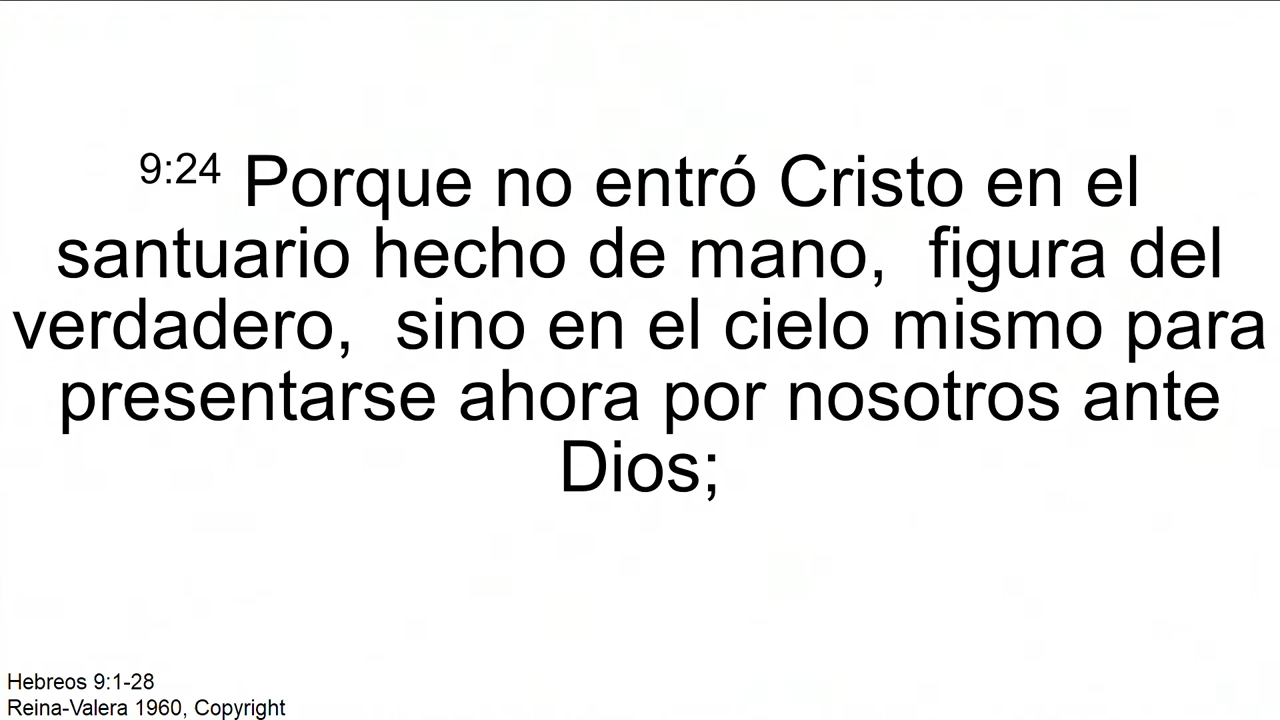 9:24 Porque no entró Cristo en el
santuario hecho de mano, figura del
verdadero, sino en el cielo mismo para
presentarse ahora por nosotros ante
Dios;
Hebreos 9:1-28
Reina-Valera 1960, Copyright